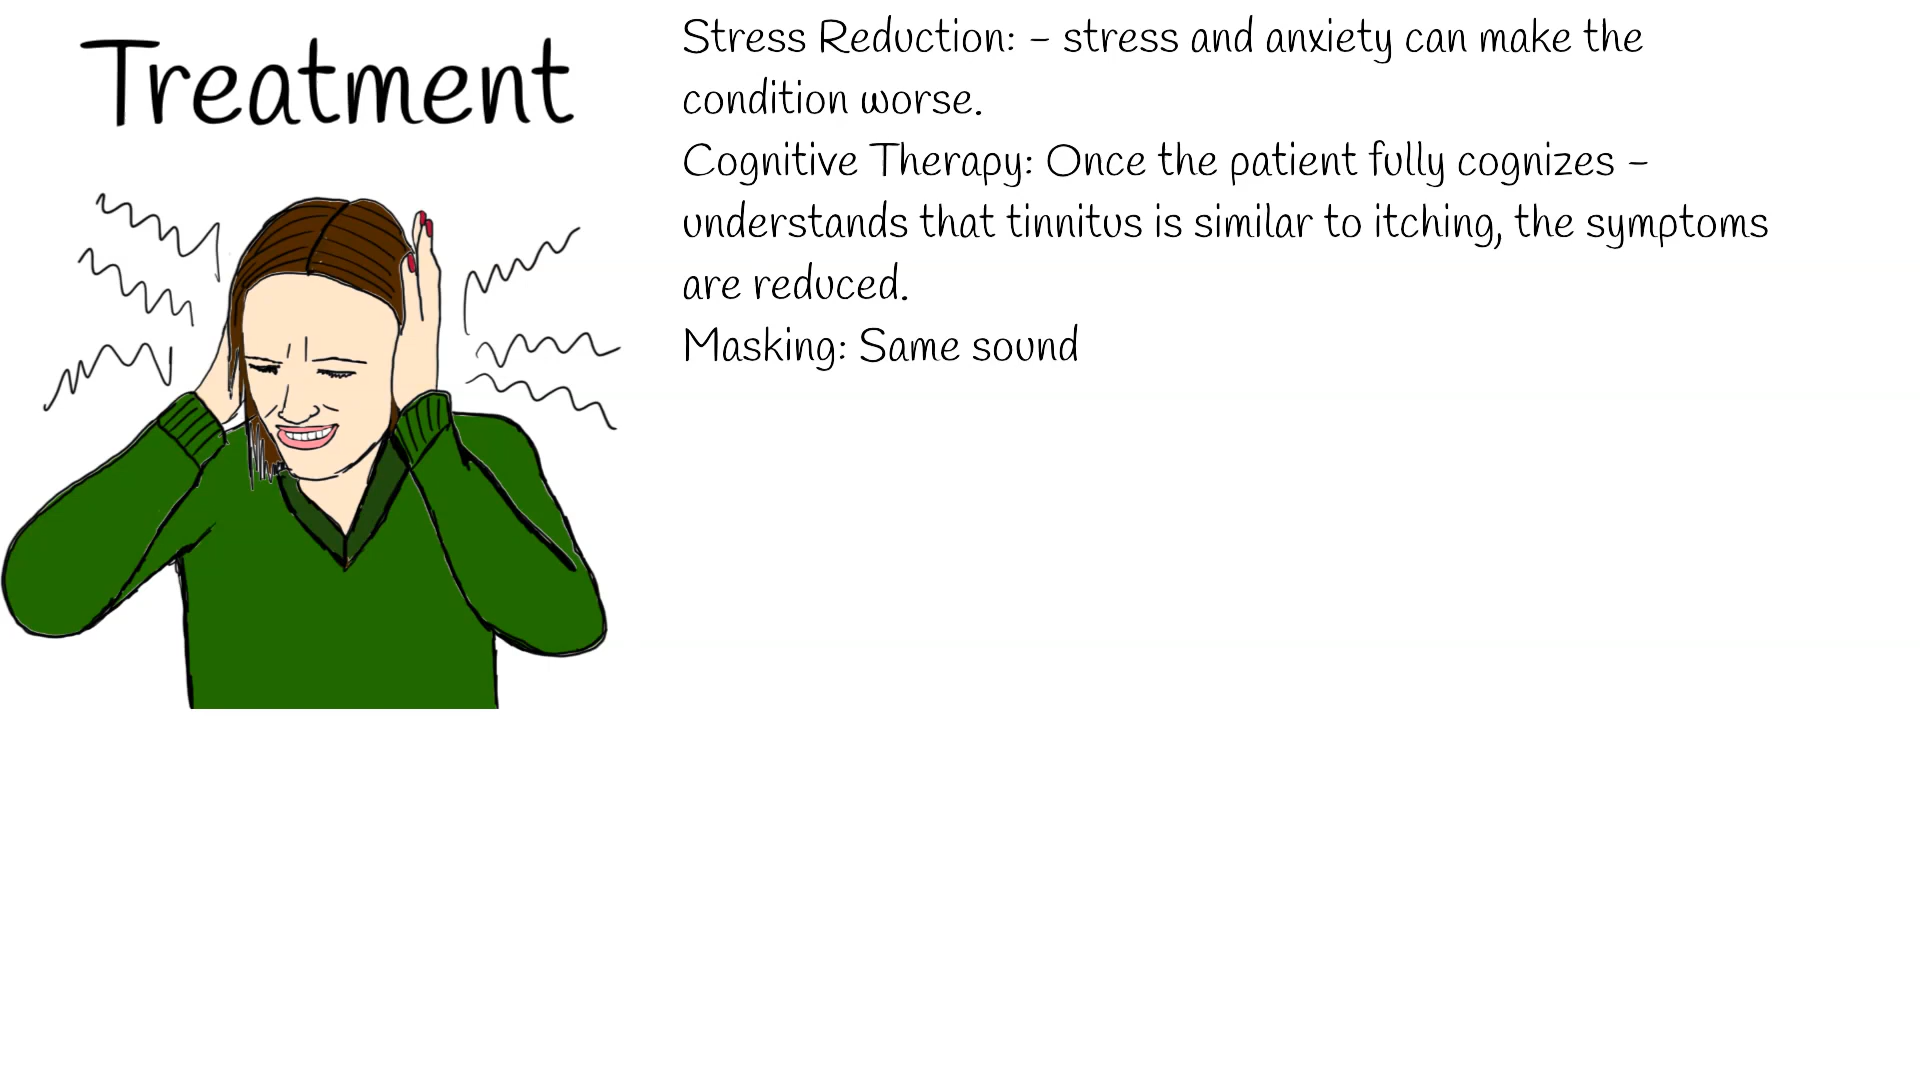 Treatment
Stress Reduction: - stress and anxiety can make the
condition worse.
Cognitive Therapy: Once the patient fully cognizes -
understands that tinnitus is similar to itching, the symptoms
are reduced.
Masking: Same sound